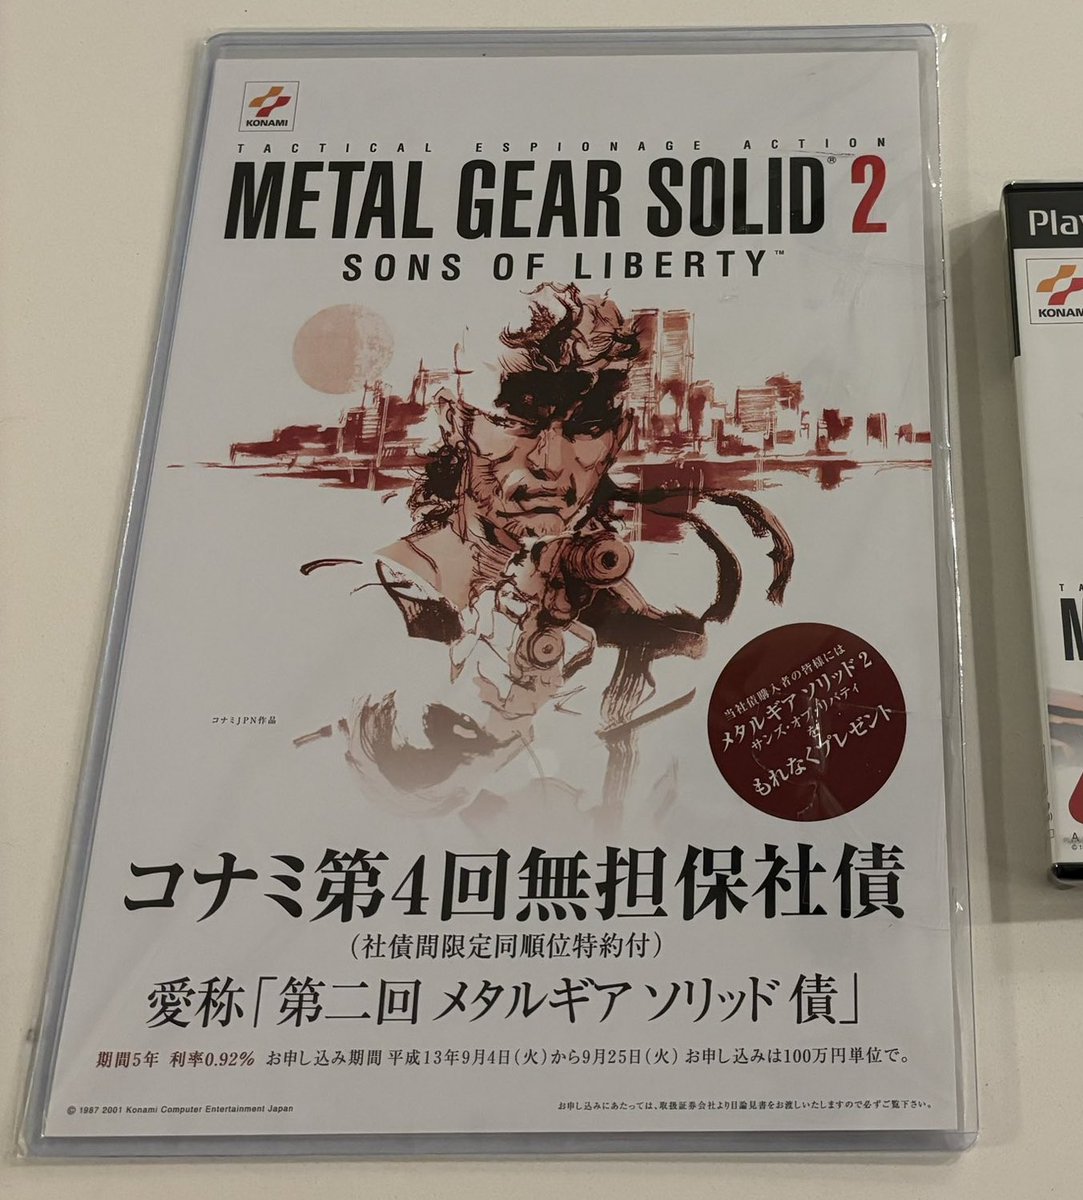 KONAMI
TACTICAL ESPIONAGE ACTION
METAL GEAR SOLID® 2
SONS OF LIBERTY™
コナミJPN作品
当社債購入者の皆様には
メタルギア ソリッド 2
サンズ・オブ・リバティ
を
もれなくプレゼント
コナミ第4回無担保社債
(社債間限定同順位特約付)
愛称「第二回 メタルギア ソリッド 債」
期間5年 利率0.92% お申し込み期間 平成13年9月4日(火)から9月25日(火) お申し込みは100万円単位で。
© 1987 2001 Konami Computer Entertainment Japan
お申し込みにあたっては、取扱証券会社より目論見書をお渡しいたしますので必ずご覧下さい。
Play
KONAMI
TA
M